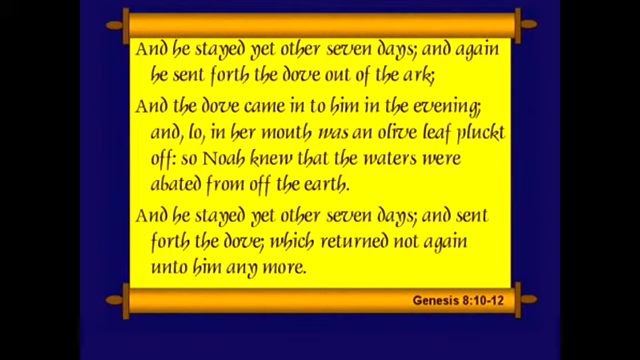 And he stayed yet other seven days; and again
he sent forth the dove out of the ark;
And the dove came in to him in the evening;
and, lo, in her mouth was an olive leaf pluckt
off: so Noah knew that the waters were
abated from off the earth.
And he stayed yet other seven days; and sent
forth the dove; which returned not again
unto him any more.
Genesis 8:10-12